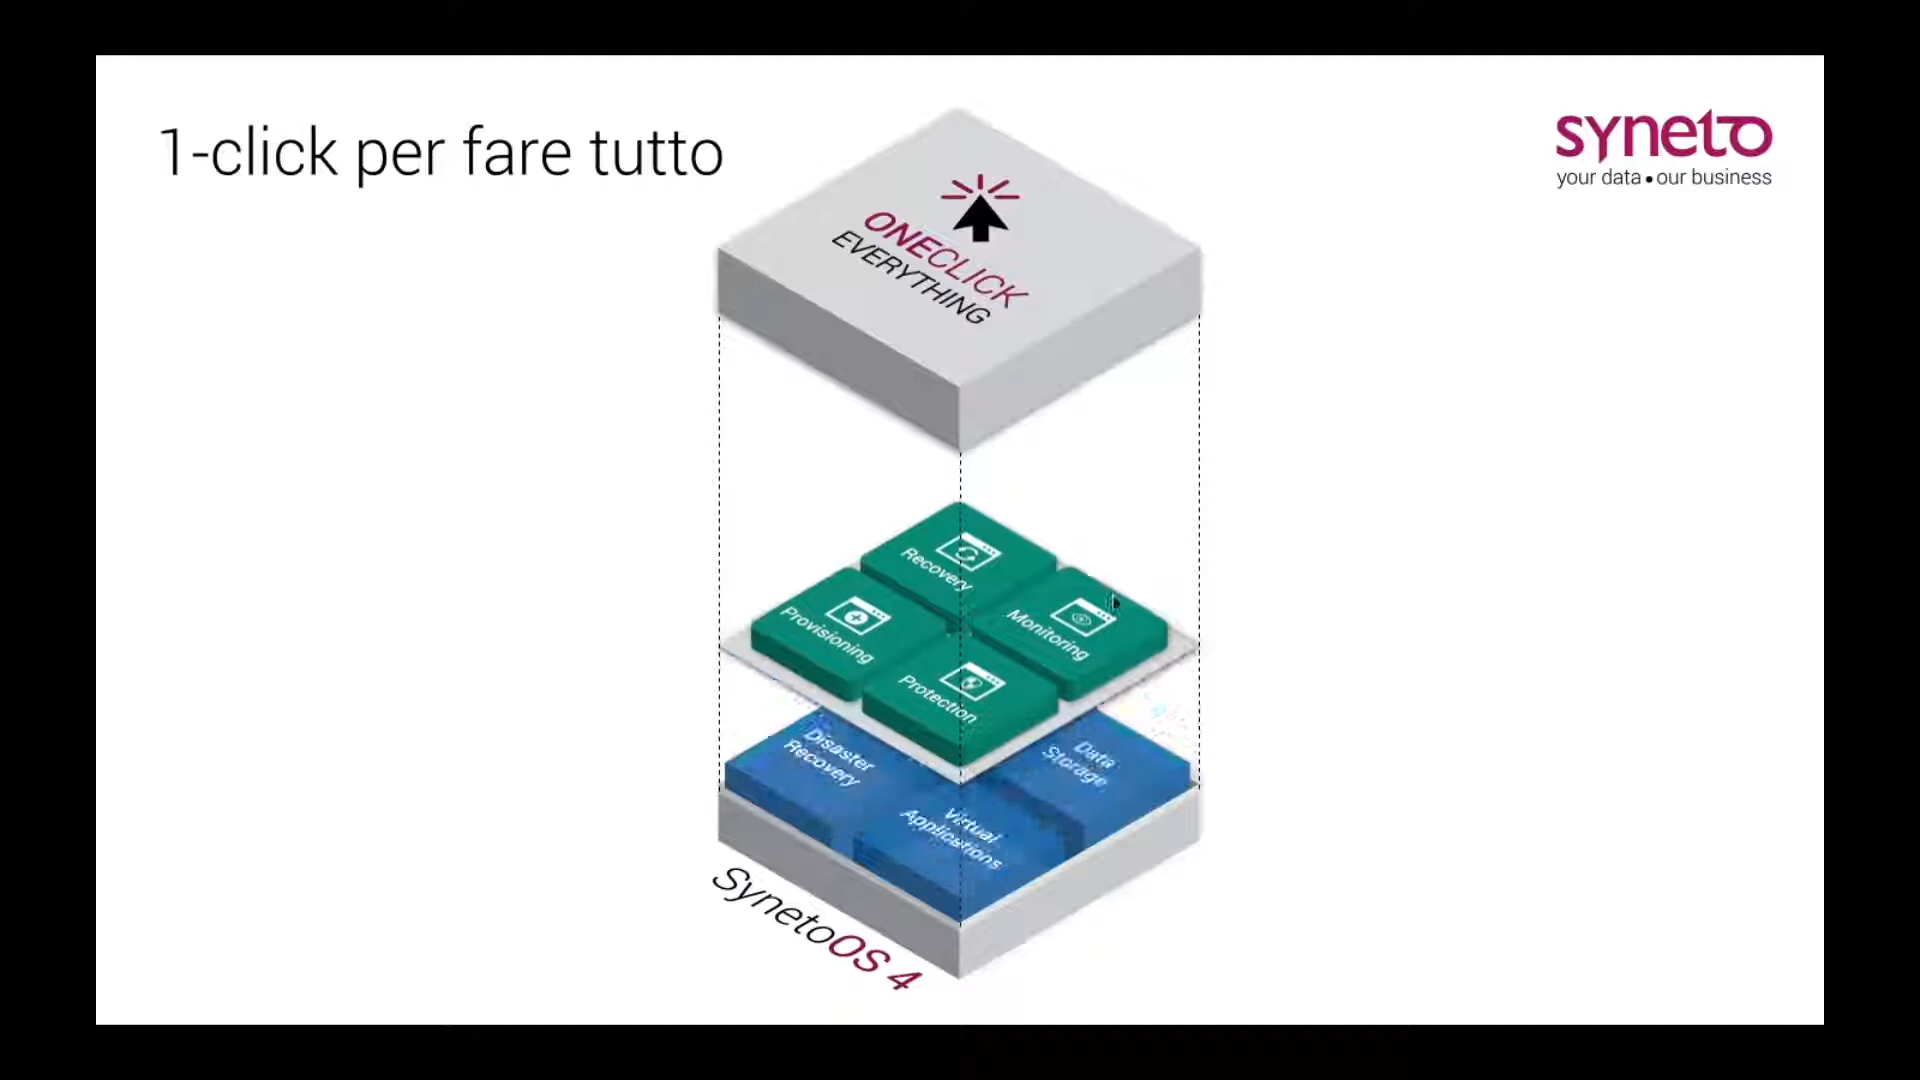 1-click per fare tutto
syneto
your data • our business
ONECLICK
EVERYTHING
Recovery
Provisioning
Monitoring
Protection
Disaster
Recovery
Data
Storage
Virtual
Applications
SynetoOS 4